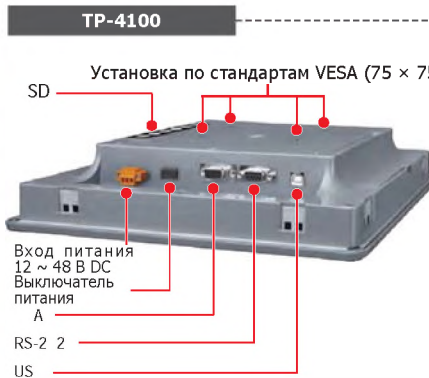 TP-4100
Установка по стандартам VESA (75 × 75
SD
Вход питания
12 ~ 48 В DC
Выключатель
питания
A
RS-2 2
US